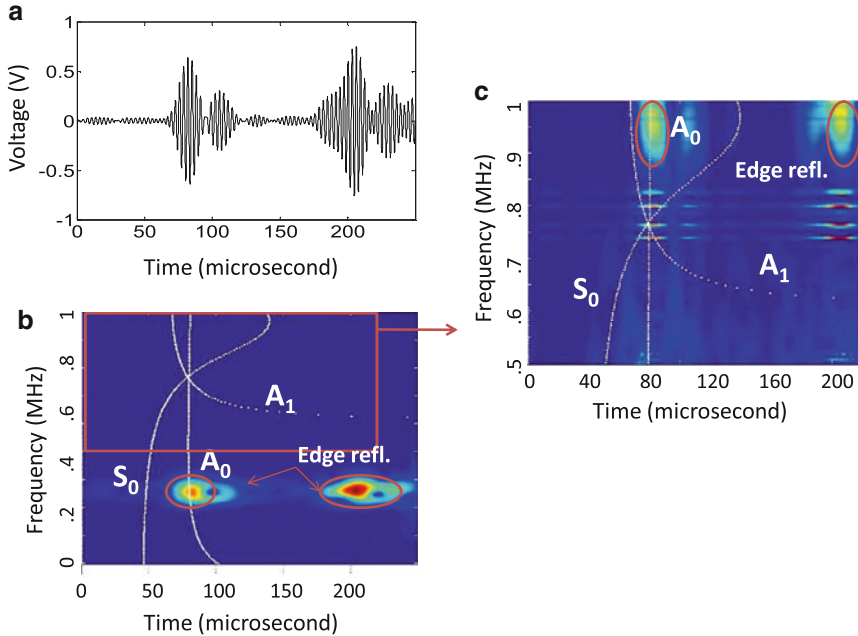 a
1
0.5
0
-0.5
-1
Voltage (V)
0 50 100 150 200
Time (microsecond)
b
1
.8
.6
.4
.2
0
Frequency (MHz)
A1
S0
A0
Edge refl.
0 50 100 150 200
Time (microsecond)
c
1
.9
.8
.7
.6
.5
Frequency (MHz)
A0
Edge refl.
A1
S0
0 40 80 120 160 200
Time (microsecond)